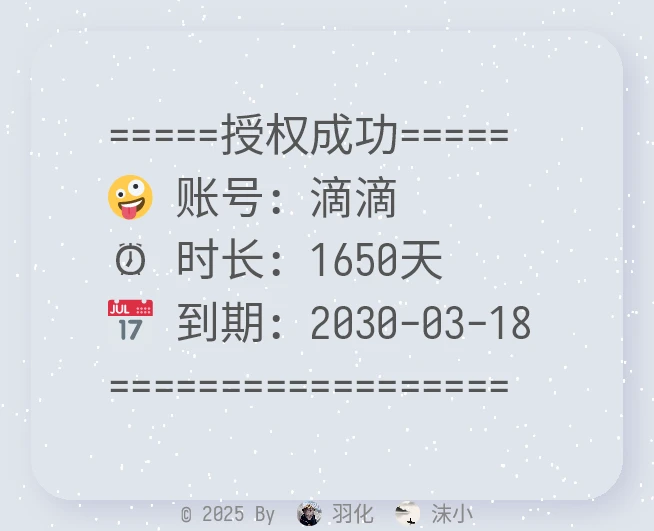 =====授权成功=====
🤪 账号: 滴滴
⏰ 时长: 1650天
📅 到期: 2030-03-18
==================
© 2025 By 羽化 沫小